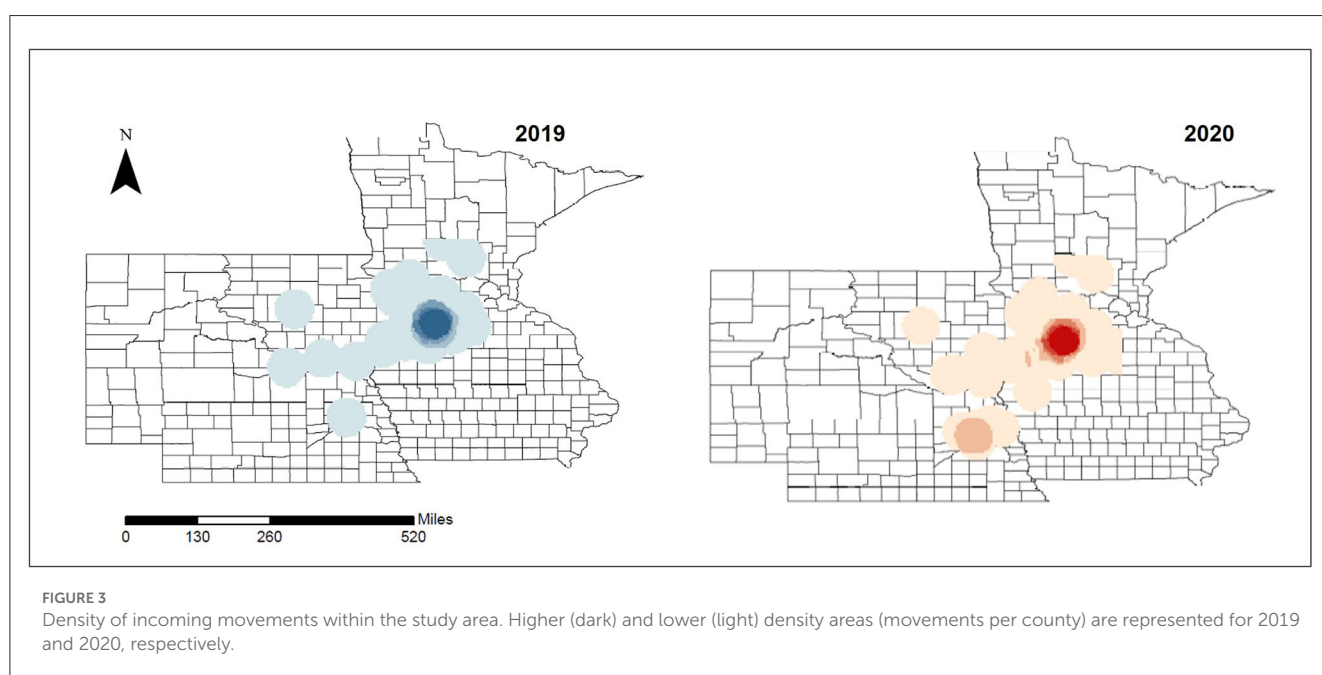 N
2019
2020
Miles
0 130 260 520
FIGURE 3
Density of incoming movements within the study area. Higher (dark) and lower (light) density areas (movements per county) are represented for 2019
and 2020, respectively.